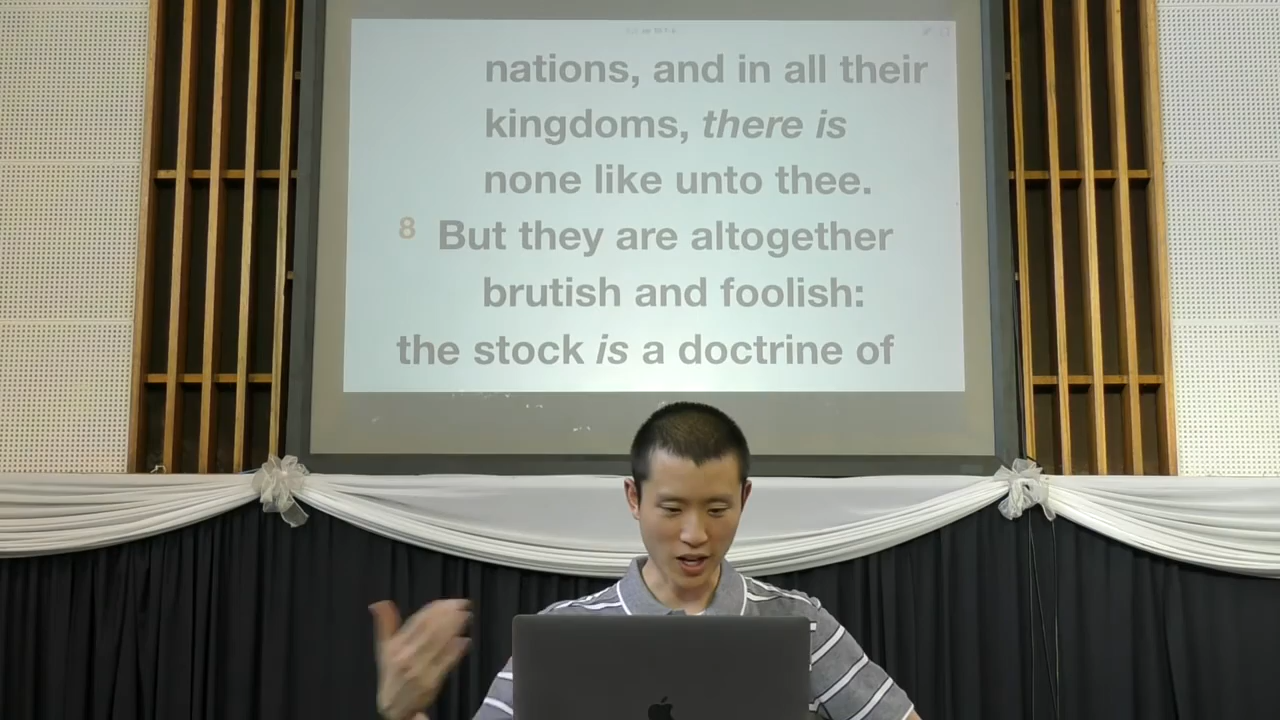 nations, and in all their
kingdoms, there is
none like unto thee.
8 But they are altogether
brutish and foolish:
the stock is a doctrine of